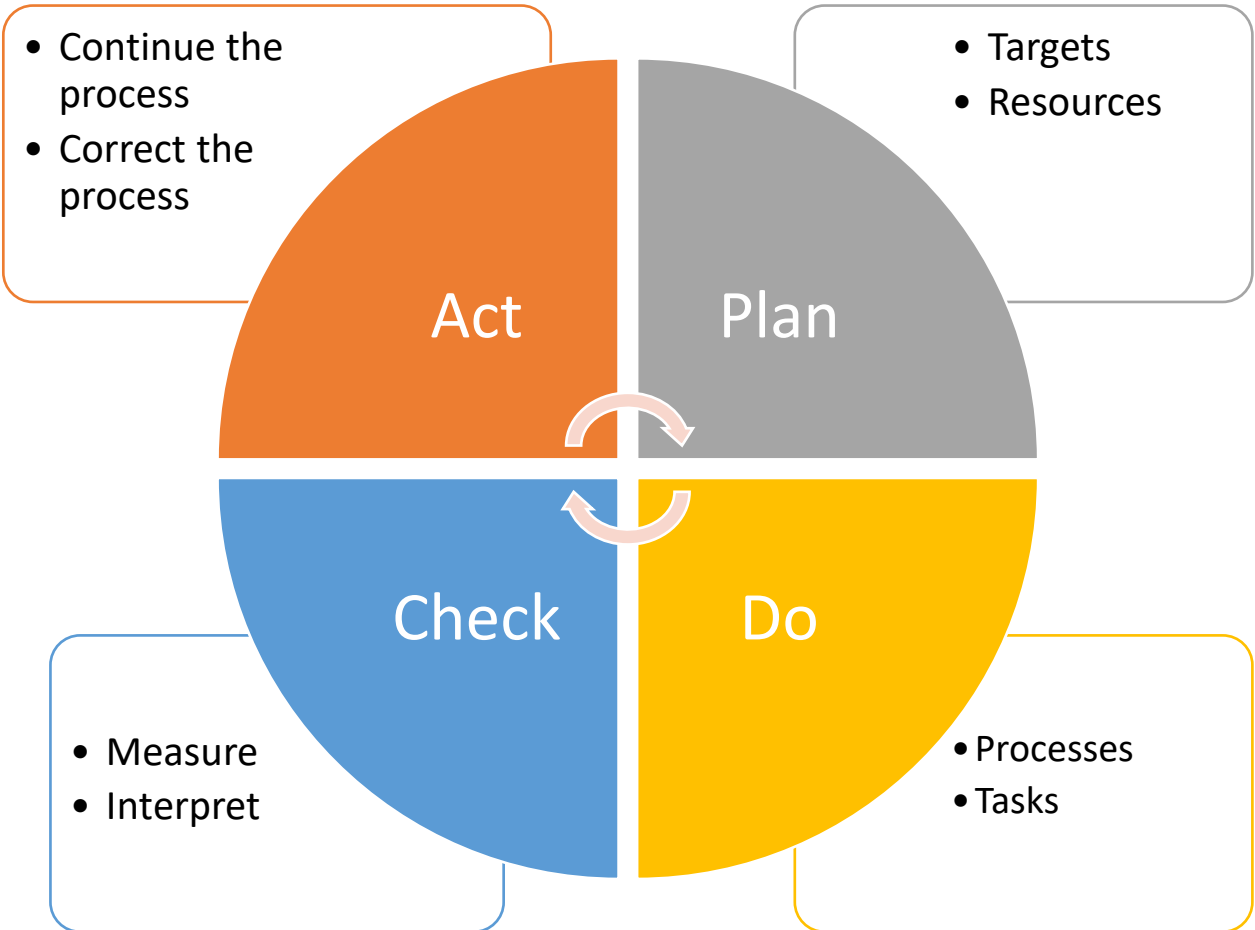 • Continue the
process
• Correct the
process
• Targets
• Resources
Act
Plan
Check
Do
• Measure
• Interpret
• Processes
• Tasks